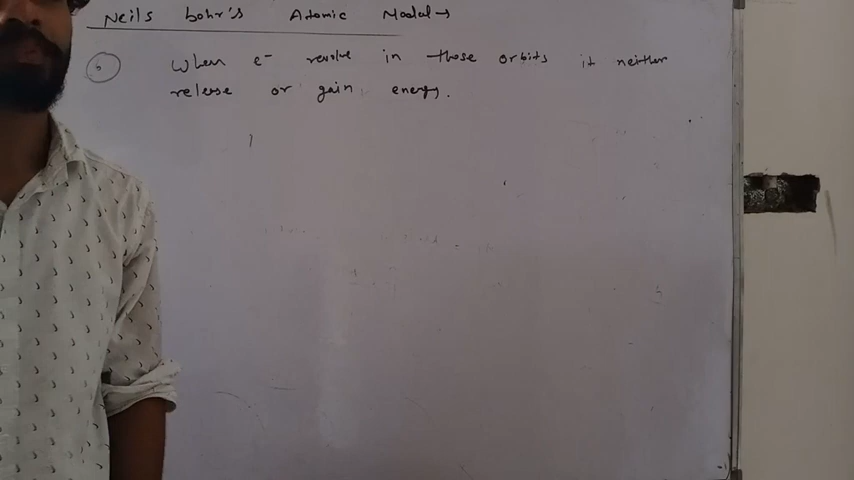 Neils bohr's Atomic Model →
When e- revolve in those orbits it neither
release or gain energy.